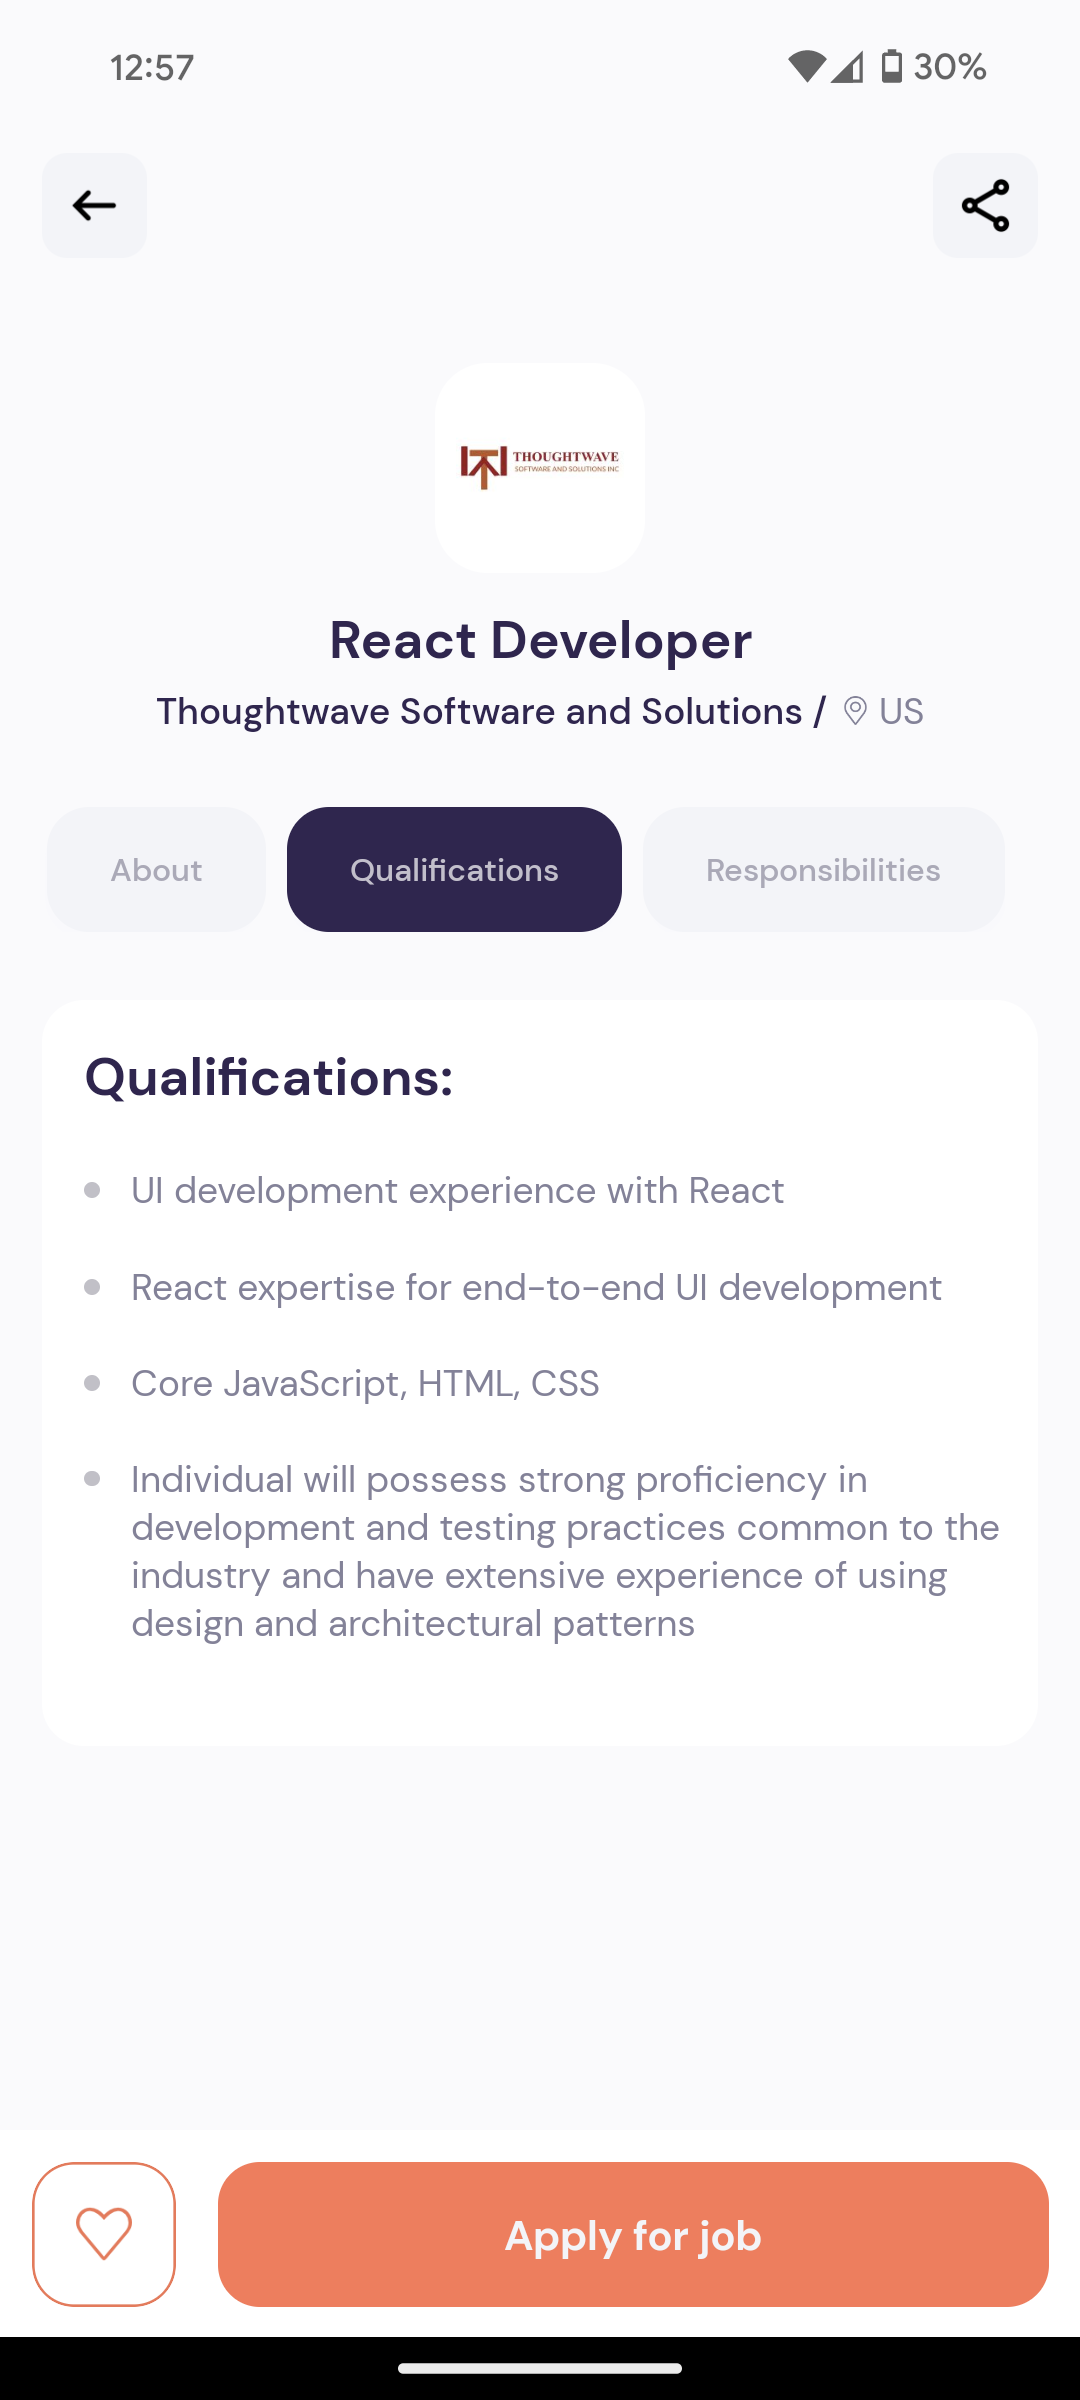 12:57
30%
THOUGHTWAVE
SOFTWARE AND SOLUTIONS INC
React Developer
Thoughtwave Software and Solutions / US
About
Qualifications
Responsibilities
Qualifications:
UI development experience with React
React expertise for end-to-end UI development
Core JavaScript, HTML, CSS
Individual will possess strong proficiency in
development and testing practices common to the
industry and have extensive experience of using
design and architectural patterns
Apply for job